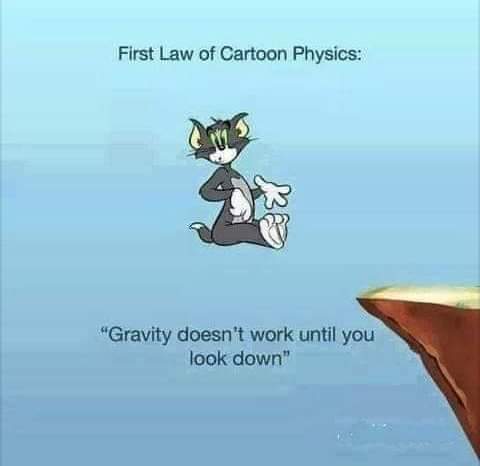 First Law of Cartoon Physics:
“Gravity doesn’t work until you
look down”